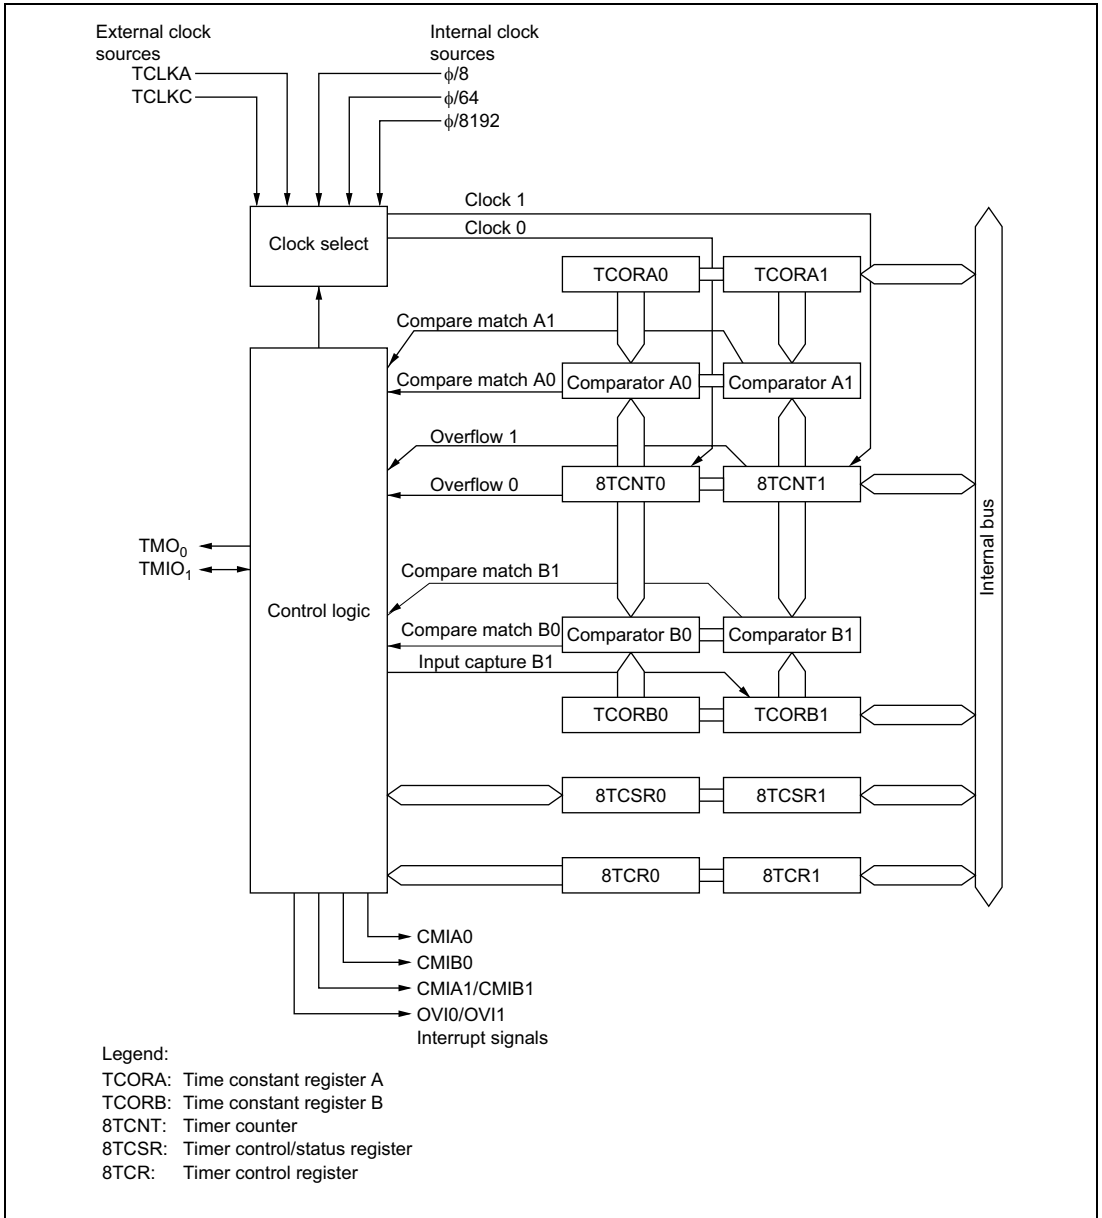 External clock
sources
Internal clock
sources
TCLKA
TCLKC
ϕ/8
ϕ/64
ϕ/8192
Clock 1
Clock 0
Clock select
TCORA0
TCORA1
Compare match A1
Compare match A0
Comparator A0
Comparator A1
Overflow 1
Overflow 0
8TCNT0
8TCNT1
Internal bus
TMO0
TMIO1
Control logic
Compare match B1
Compare match B0
Comparator B0
Comparator B1
Input capture B1
TCORB0
TCORB1
8TCSR0
8TCSR1
8TCR0
8TCR1
CMIA0
CMIB0
CMIA1/CMIB1
OVI0/OVI1
Interrupt signals
Legend:
TCORA: Time constant register A
TCORB: Time constant register B
8TCNT: Timer counter
8TCSR: Timer control/status register
8TCR: Timer control register